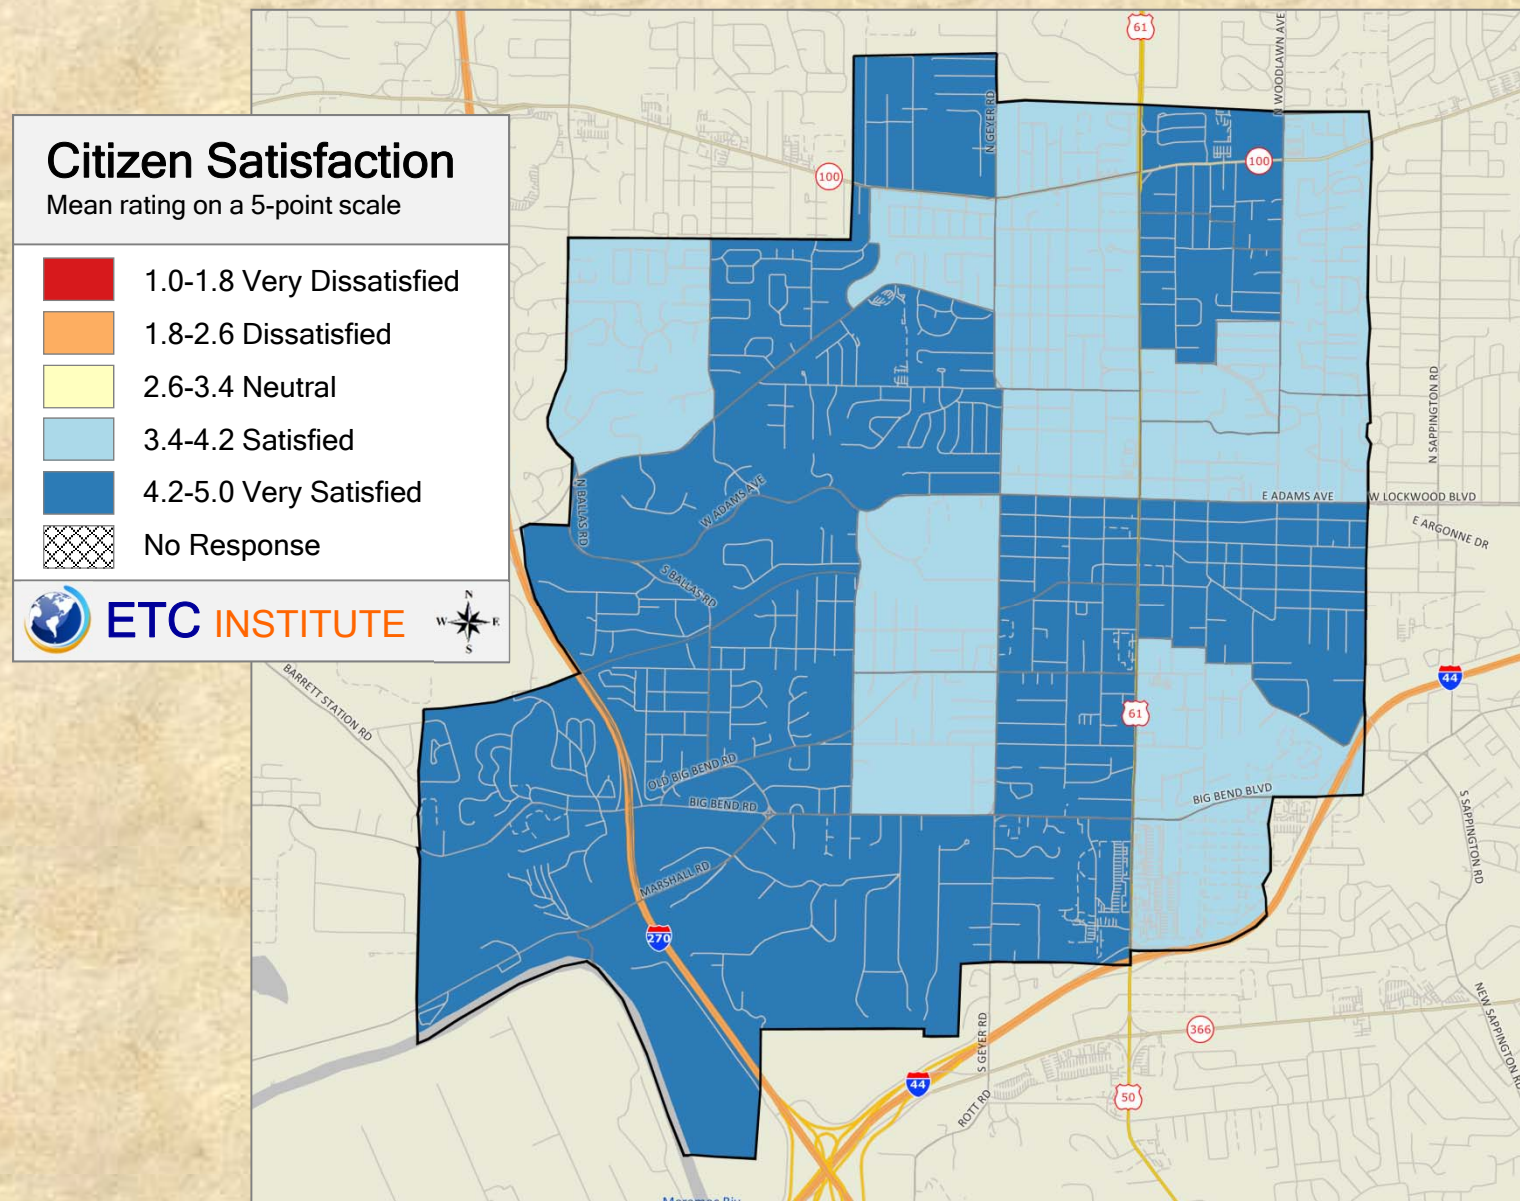 Citizen Satisfaction
Mean rating on a 5-point scale
1.0-1.8 Very Dissatisfied
1.8-2.6 Dissatisfied
2.6-3.4 Neutral
3.4-4.2 Satisfied
4.2-5.0 Very Satisfied
No Response
ETC INSTITUTE
N
W E
S
61
N WOODLAWN AVE
N GEYER RD
100
100
N SAPPINGTON RD
N BALLAS RD
W ADAMS AVE
E ADAMS AVE
W LOCKWOOD BLVD
E ARGONNE DR
S BALLAS RD
BARRETT STATION RD
44
61
OLD BIG BEND RD
BIG BEND RD
BIG BEND BLVD
S SAPPINGTON RD
MARSHALL RD
270
NEW SAPPINGTON RD
S GEYER RD
366
44
50
ROTT RD